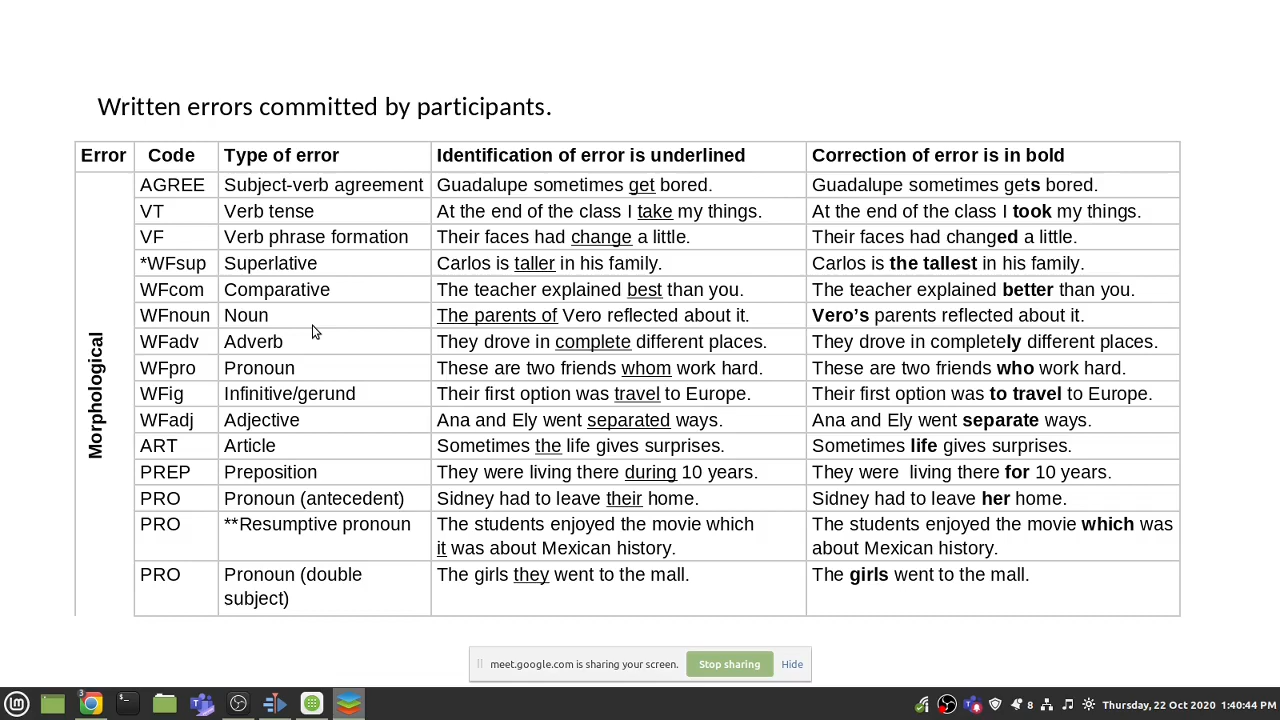 Written errors committed by participants.
Error Code Type of error Identification of error is underlined Correction of error is in bold
Morphological
AGREE Subject-verb agreement Guadalupe sometimes get bored. Guadalupe sometimes gets bored.
VT Verb tense At the end of the class I take my things. At the end of the class I took my things.
VF Verb phrase formation Their faces had change a little. Their faces had changed a little.
*WFsup Superlative Carlos is taller in his family. Carlos is the tallest in his family.
WFcom Comparative The teacher explained best than you. The teacher explained better than you.
WFnoun Noun The parents of Vero reflected about it. Vero’s parents reflected about it.
WFadv Adverb They drove in complete different places. They drove in completely different places.
WFpro Pronoun These are two friends whom work hard. These are two friends who work hard.
WFig Infinitive/gerund Their first option was travel to Europe. Their first option was to travel to Europe.
WFadj Adjective Ana and Ely went separated ways. Ana and Ely went separate ways.
ART Article Sometimes the life gives surprises. Sometimes life gives surprises.
PREP Preposition They were living there during 10 years. They were living there for 10 years.
PRO Pronoun (antecedent) Sidney had to leave their home. Sidney had to leave her home.
PRO **Resumptive pronoun The students enjoyed the movie which The students enjoyed the movie which was
it was about Mexican history. about Mexican history.
PRO Pronoun (double The girls they went to the mall. The girls went to the mall.
subject)
meet.google.com is sharing your screen. Stop sharing Hide
3 8 Thursday, 22 Oct 2020 1:40:44 PM